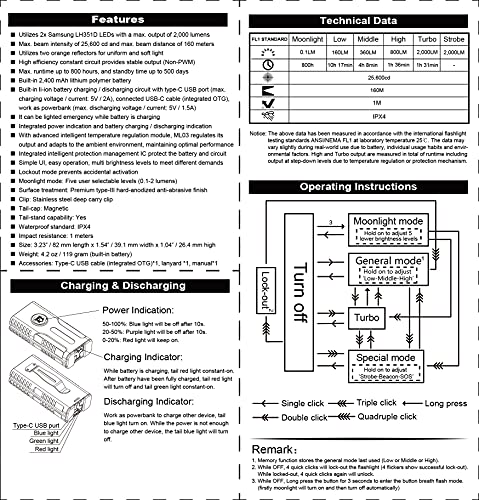 Features
Utilizes 2x Samsung LH351D LEDs with a max. output of 2,000 lumens
Max. beam intensity of 25,600 cd and max. beam distance of 160 meters
Utilizes two orange reflectors for uniform and soft light
High efficiency constant circuit provides stable output (Non-PWM)
Max. runtime up to 800 hours, and standby time up to 500 days
Built-in 2,400 mAh lithium polymer battery
Built-in li-ion battery charging / discharging circuit with type-C USB port (max.
charging voltage / current: 5V / 2A), connected USB-C cable (integrated OTG),
work as powerbank (max. discharging voltage / current: 5V / 1.5A)
It can be lighted emergency while battery is charging
Integrated power indication and battery charging / discharging indication
With advanced intelligent temperature regulation module, ML03 regulates its
output and adapts to the ambient environment, maintaining optimal performance
Integrated intelligent protection management IC protect the battery and circuit
Simple UI, easy operation, multi brightness levels to meet different demands
Lockout mode prevents accidental activation
Moonlight mode: Five user selectable levels (0.1-2 lumens)
Surface treatment: Premium type-III hard-anodized anti-abrasive finish
Clip: Stainless steel deep carry clip
Tail-cap: Magnetic
Tail-stand capability: Yes
Waterproof standard: IPX4
Impact resistance: 1 meters
Size: 3.23" / 82 mm length x 1.54" / 39.1 mm width x 1.04" / 26.4 mm high
Weight: 4.2 oz / 119 gram (built-in battery)
Accessories: Type-C USB cable (integrated OTG)*1, lanyard *1, manual*1
Charging & Discharging
Power Indication:
50-100%: Blue light will be off after 10s.
20-50%: Purple light will be off after 10s.
0-20%: Red light will keep on.
Charging Indicator:
While battery is charging, tail red light constant-on.
After battery have been fully charged, tail red light
will turn off and tail green light constant-on.
Discharging Indicator:
Work as powerbank to charge other device, tail
blue light turn on. While the power is not enough
to charge other device, the tail blue light will turn
off.
Type-C USB purt
Blue light
Green light
Red light
Technical Data
FL1 STANDARD Moonlight Low Middle High Turbo Strobe
0.1LM 160LM 360LM 800LM 2,000LM 2,000LM
800h 10h 17min 4h 8min 1h 36min 1h 31min -
25,600cd
160M
1M
IPX4
Notice: The above data has been measured in accordance with the international flashlight
testing standards ANSI/NEMA FL1 at laboratory temperature 25℃. The data may
vary slightly during real-world use due to battery, individual usage habits and envir-
onmental factors. High and Turbo output are measured in total of runtime including
output at step-down levels due to temperature regulation or protection mechanism.
Operating Instructions
Lock-out 2
Turn off
3
Moonlight mode
Hold on to adjust 5
lower brightness levels
General mode 1
Hold on to adjust
'Low-Middle-High'
Turbo
Special mode
Hold on to adjust
'Strobe-Beacon-SOS'
Single click
Triple click
Long press
Double click
Quadruple click
Remark:
1. Memory function stores the general mode last used (Low or Middle or High).
2. While OFF, 4 quick clicks will lock-out the flashlight (4 flickers show successful lock-out).
While locked-out, 4 quick clicks again will unlock.
3. While OFF, Long press the button for 3 seconds to enter the button breath flash mode.
(firstly moonlight will turn on and then turn off automatically)